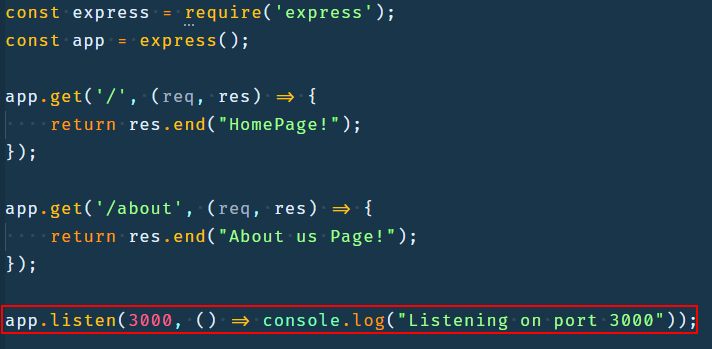 const express = require('express');
const app = express();
app.get('/', (req, res) => {
return res.end("HomePage!");
});
app.get('/about', (req, res) => {
return res.end("About us Page!");
});
app.listen(3000, () => console.log("Listening on port 3000"));